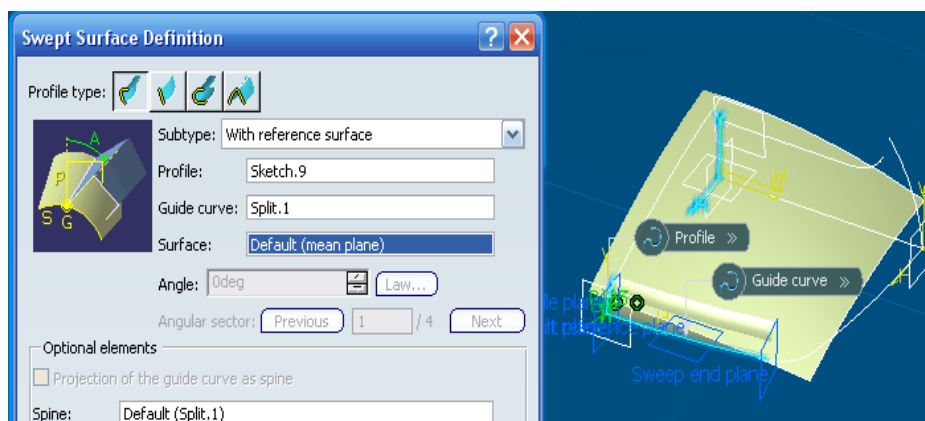 Swept Surface Definition
Profile type:
Subtype: With reference surface
Profile: Sketch.9
Guide curve: Split.1
Surface: Default (mean plane)
Angle: 0deg Law...
Angular sector: Previous 1 / 4 Next
Optional elements
Projection of the guide curve as spine
Spine: Default (Split.1)
A
P
S G
Profile »
Guide curve »
Sweep end plane